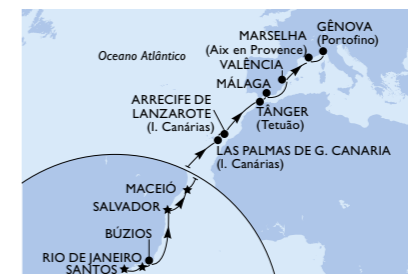 GÊNOVA
(Portofino)
MARSELHA
(Aix en Provence)
Oceano Atlântico
VALÊNCIA
MÁLAGA
TÂNGER
(Tetuão)
ARRECIFE DE
LANZAROTE
(I. Canárias)
LAS PALMAS DE G. CANARIA
(I. Canárias)
MACEIÓ
SALVADOR
BÚZIOS
RIO DE JANEIRO
SANTOS